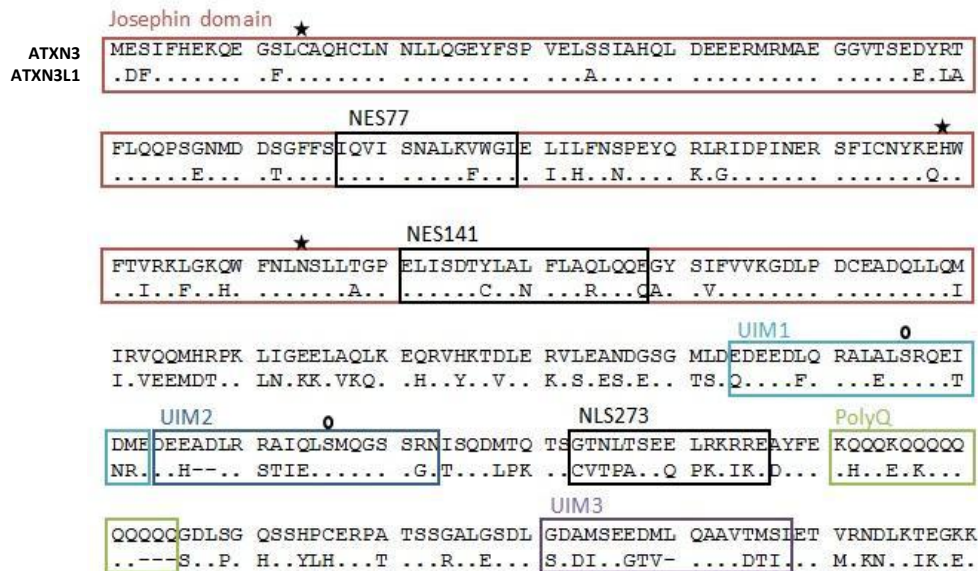 Josephin domain
★
ATXN3 MESIFHEKQE GSLCAQHCLN NLLQGEYFSP VELSSIAHQL DEEERMRMAE GGVTSEDYRT
ATXN3L1 .DF....... .F........ .......... ....A..... .......... .......E.LA
NES77
★
FLQQPSGNMD DSGFFSIQVI SNALKVWGLE LILFNSPEYQ RLRIDPINER SFICNYKEHW
......E... .T........ .....F.... I.H..N.... K.G....... .......Q..
★ NES141
FTVRKLGKQW FNLNSLLTGP ELISDTYLAL FLAQLQQEGY SIFVVKGDLP DCEADQLLQM
..I..F..H. .......A.. ......C..N ...R...QA. .V........ .........I
UIM1 o
IRVQQMHRPK LIGEELAQLK EQRVHKTDLE RVLEANDGSG MLDEDEEDLQ RALALSRQEI
I.VEEMDT.. LN.KK.VKQ. .H..Y..V.. K.S.ES.E.. TS.Q....F. ....E....T
UIM2 o NLS273 PolyQ
DMEDEEADLR RAIQLSMQGS SRNISQDMTQ TSGTNLTSEE LRKRREAYFE KQQQKQQQQQ
NR...H--.. STIE...... .G.T...LPK ..CVTPA..Q PK.IK.D... .H..E.K...
UIM3
QQQQQGDLSG QSSHPCERPA TSSGALGSDL GDAMSEEDML QAAVTMSLET VRNDLKTEGKK
..---S..P. H..YLH...T ...R..E... S.DI..GTV- ....DTI... M.KN..IK.E.